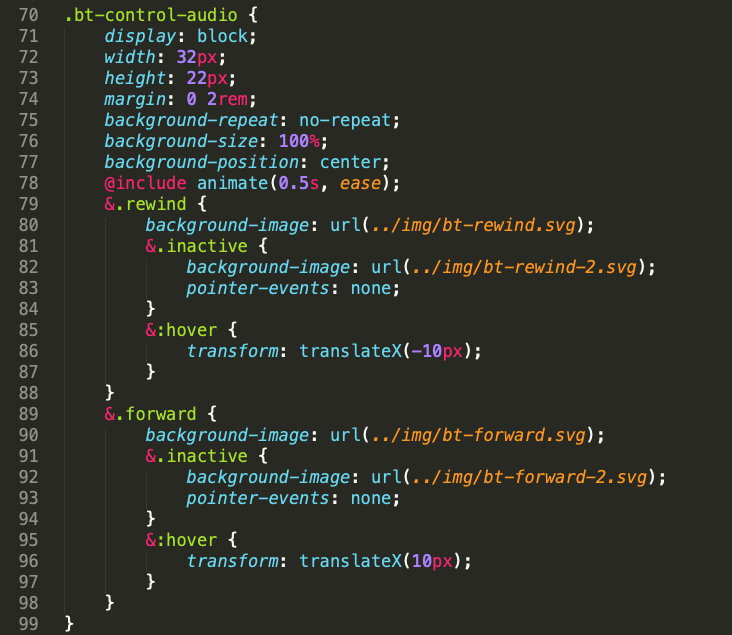 70 .bt-control-audio {
71     display: block;
72     width: 32px;
73     height: 22px;
74     margin: 0 2rem;
75     background-repeat: no-repeat;
76     background-size: 100%;
77     background-position: center;
78     @include animate(0.5s, ease);
79     &.rewind {
80         background-image: url(../img/bt-rewind.svg);
81         &.inactive {
82             background-image: url(../img/bt-rewind-2.svg);
83             pointer-events: none;
84         }
85         &:hover {
86             transform: translateX(-10px);
87         }
88     }
89     &.forward {
90         background-image: url(../img/bt-forward.svg);
91         &.inactive {
92             background-image: url(../img/bt-forward-2.svg);
93             pointer-events: none;
94         }
95         &:hover {
96             transform: translateX(10px);
97         }
98     }
99 }